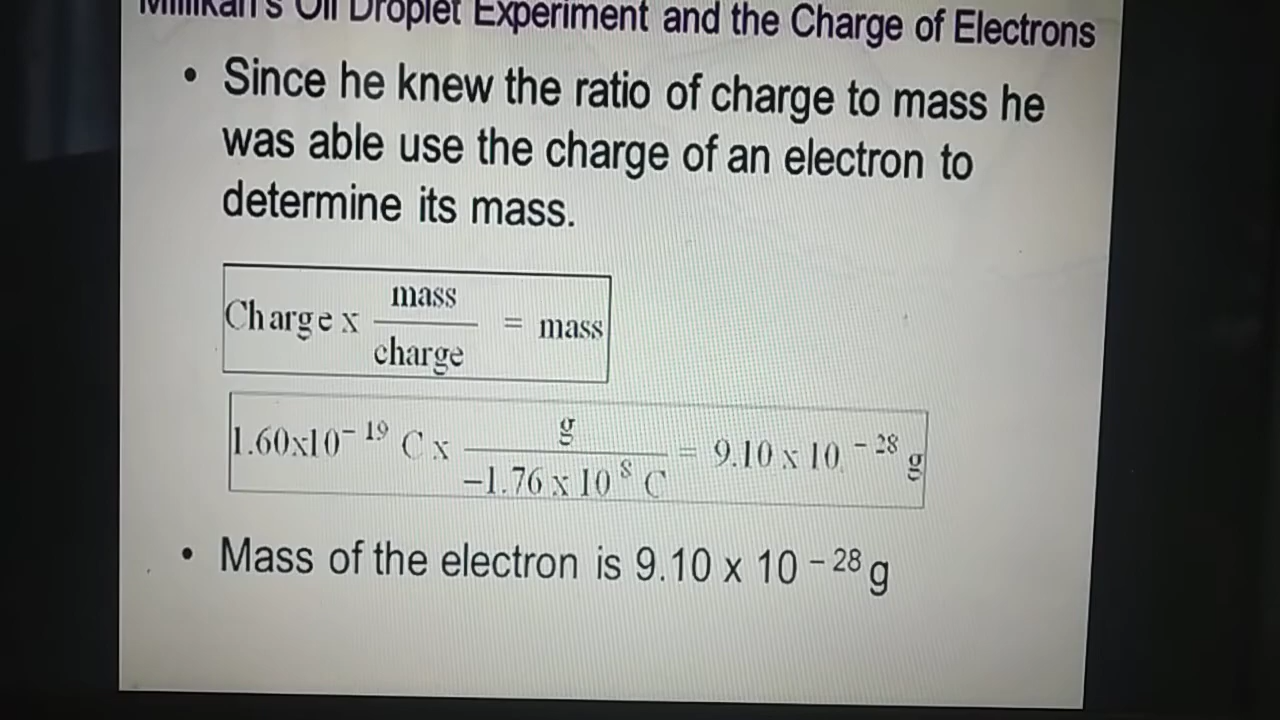 Millikan's Oil Droplet Experiment and the Charge of Electrons
• Since he knew the ratio of charge to mass he
was able use the charge of an electron to
determine its mass.
Charge x mass / charge = mass
1.60x10⁻¹⁹ C x g / −1.76 x 10⁸ C = 9.10 x 10⁻²⁸ g
• Mass of the electron is 9.10 x 10⁻²⁸ g